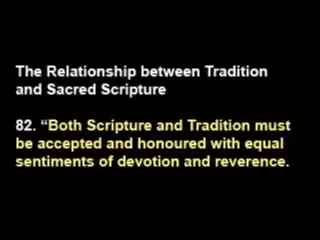 The Relationship between Tradition
and Sacred Scripture
82. “Both Scripture and Tradition must
be accepted and honoured with equal
sentiments of devotion and reverence.